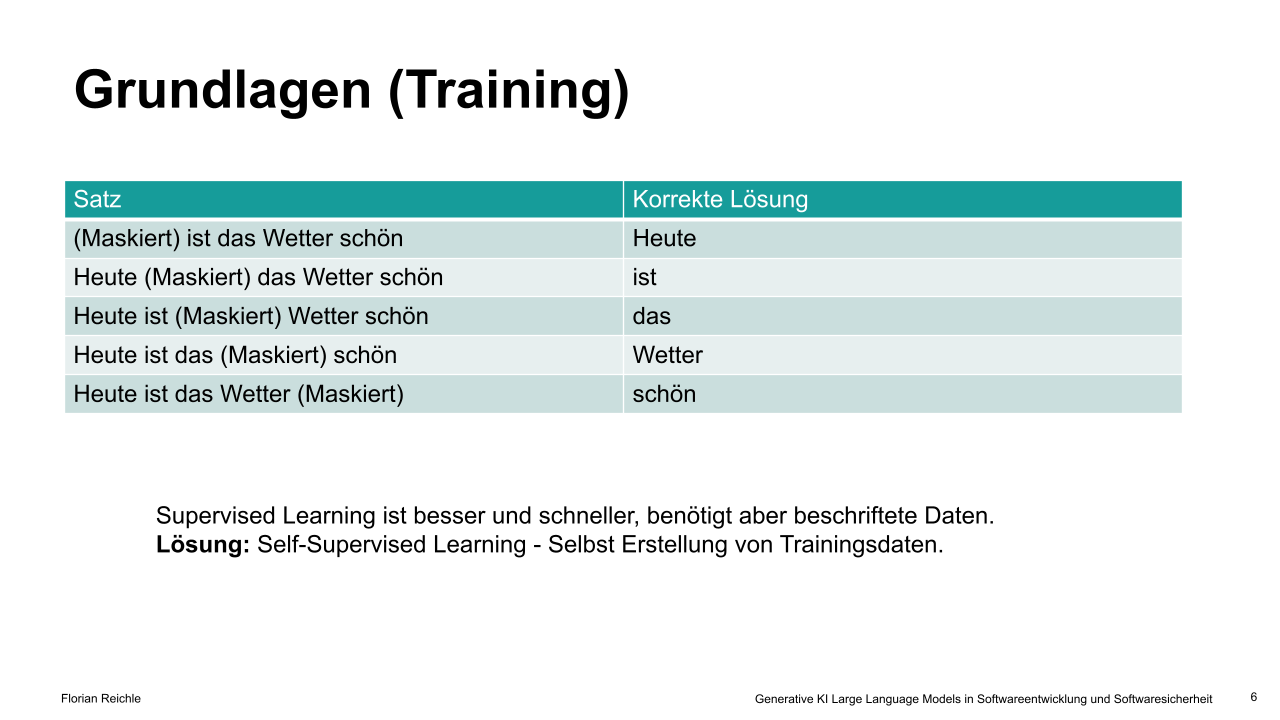 Grundlagen (Training)
Satz Korrekte Lösung
(Maskiert) ist das Wetter schön Heute
Heute (Maskiert) das Wetter schön ist
Heute ist (Maskiert) Wetter schön das
Heute ist das (Maskiert) schön Wetter
Heute ist das Wetter (Maskiert) schön
Supervised Learning ist besser und schneller, benötigt aber beschriftete Daten.
Lösung: Self-Supervised Learning - Selbst Erstellung von Trainingsdaten.
Florian Reichle Generative KI Large Language Models in Softwareentwicklung und Softwaresicherheit 6